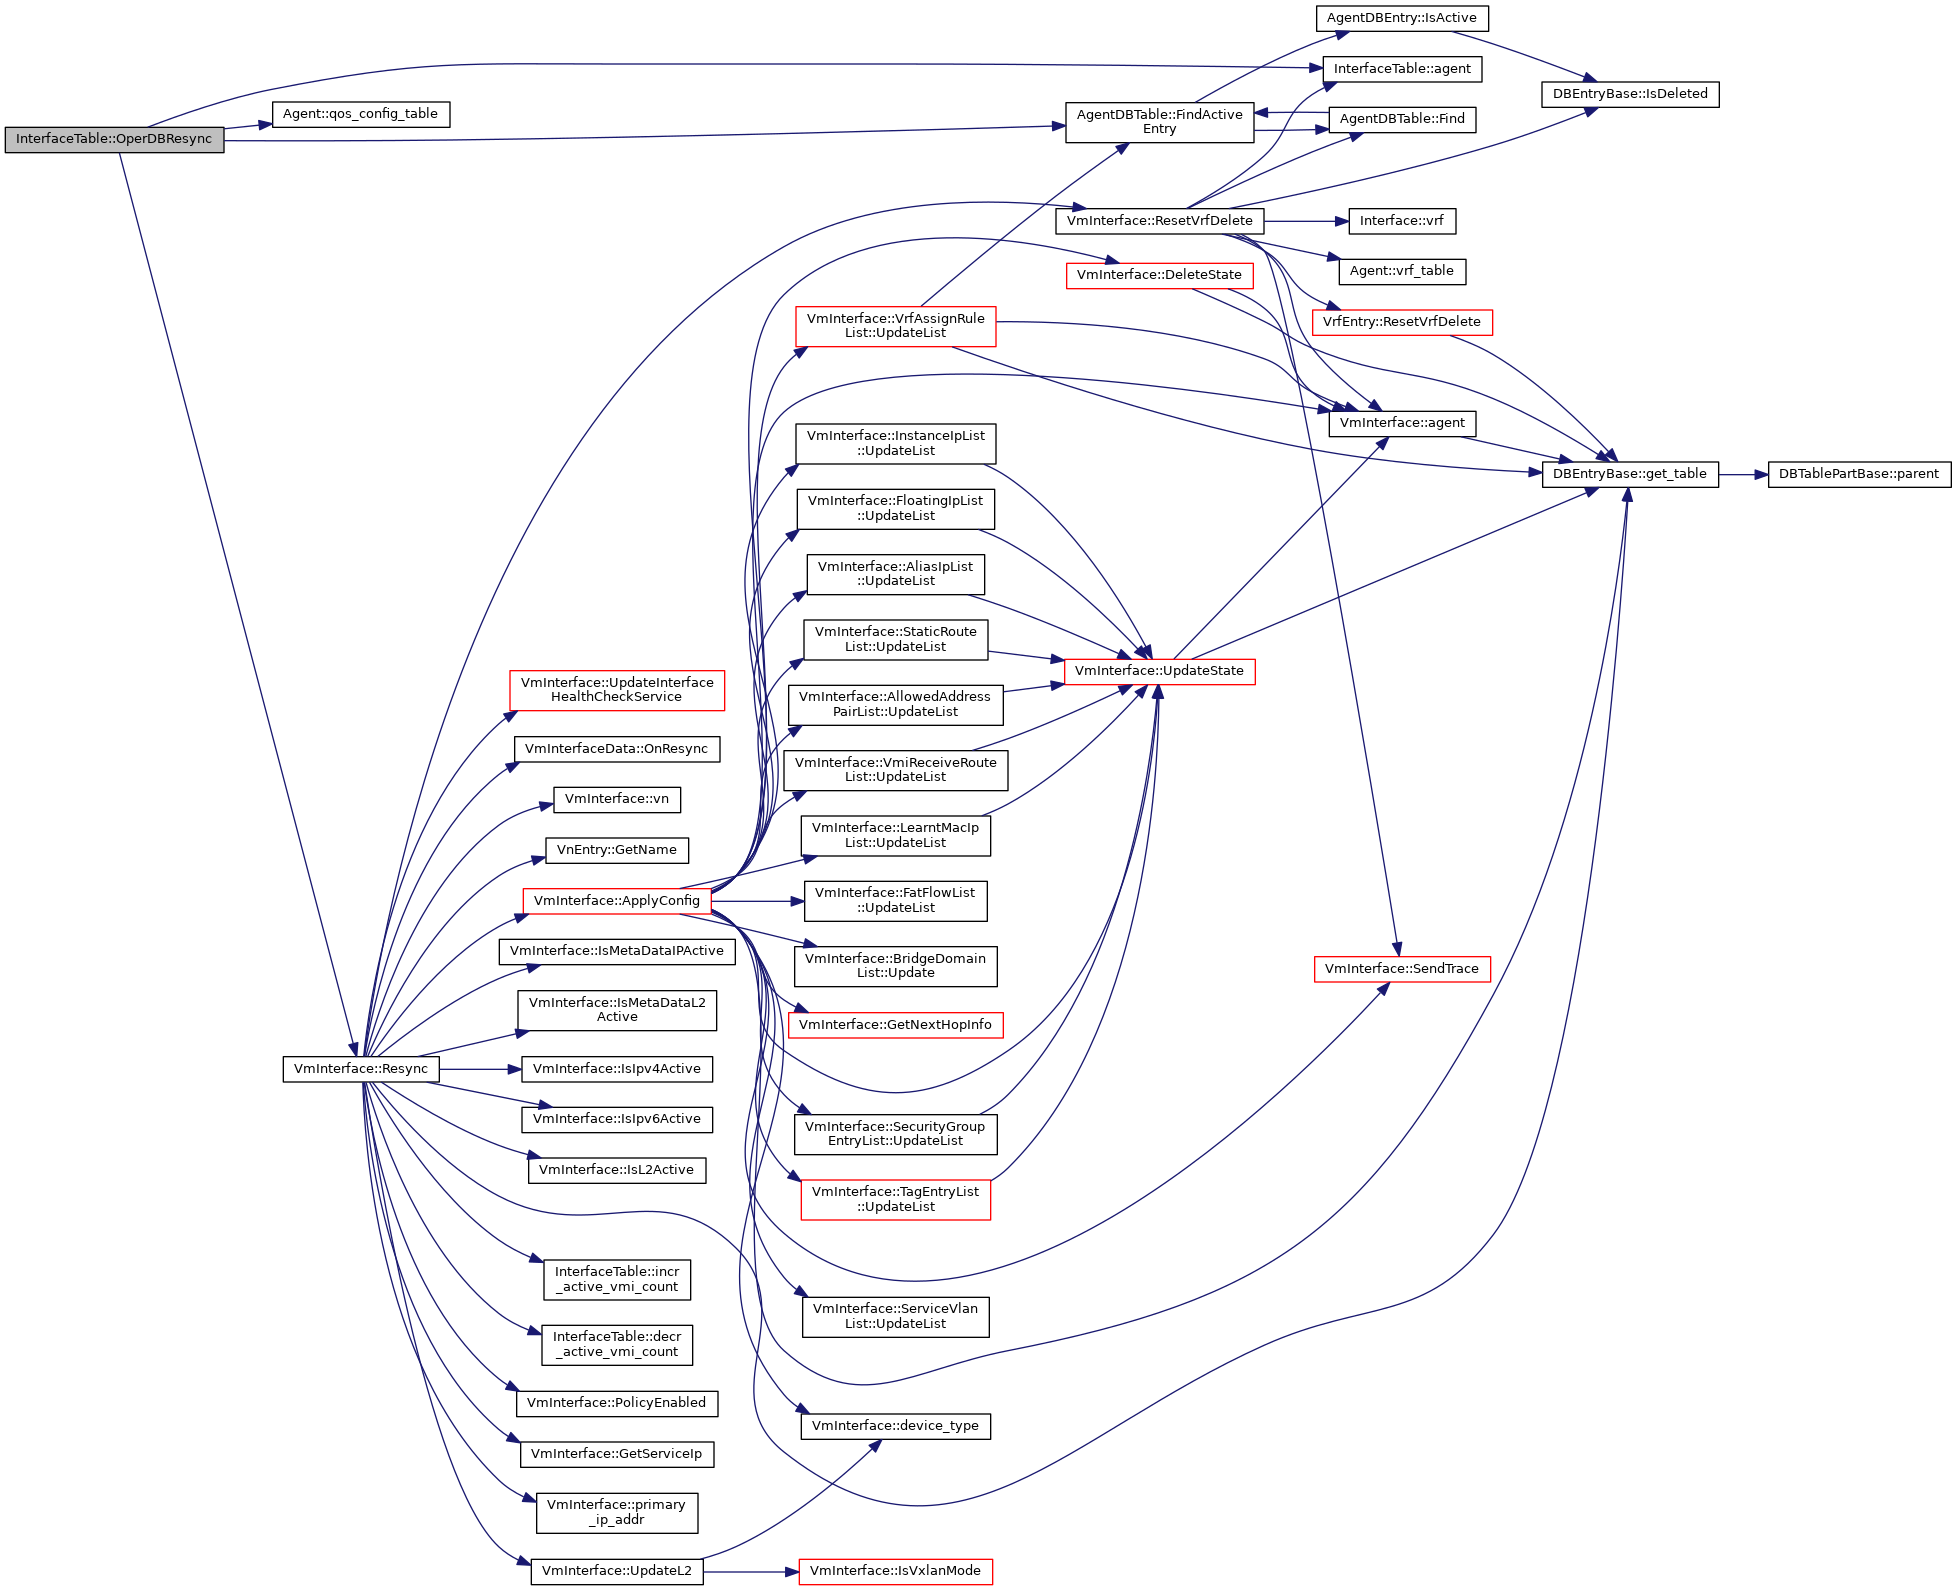 InterfaceTable::OperDBResync
Agent::qos_config_table
VmInterface::Resync
VmInterface::UpdateInterface
HealthCheckService
VmInterfaceData::OnResync
VmInterface::vn
VnEntry::GetName
VmInterface::ApplyConfig
VmInterface::IsMetaDataIPActive
VmInterface::IsMetaDataL2
Active
VmInterface::IsIpv4Active
VmInterface::IsIpv6Active
VmInterface::IsL2Active
InterfaceTable::incr
_active_vmi_count
InterfaceTable::decr
_active_vmi_count
VmInterface::PolicyEnabled
VmInterface::GetServiceIp
VmInterface::primary
_ip_addr
VmInterface::UpdateL2
VmInterface::VrfAssignRule
List::UpdateList
VmInterface::InstanceIpList
::UpdateList
VmInterface::FloatingIpList
::UpdateList
VmInterface::AliasIpList
::UpdateList
VmInterface::StaticRoute
List::UpdateList
VmInterface::AllowedAddress
PairList::UpdateList
VmInterface::VmiReceiveRoute
List::UpdateList
VmInterface::LearntMacIp
List::UpdateList
VmInterface::FatFlowList
::UpdateList
VmInterface::BridgeDomain
List::Update
VmInterface::GetNextHopInfo
VmInterface::SecurityGroup
EntryList::UpdateList
VmInterface::TagEntryList
::UpdateList
VmInterface::ServiceVlan
List::UpdateList
VmInterface::device_type
VmInterface::IsVxlanMode
AgentDBTable::FindActive
Entry
VmInterface::ResetVrfDelete
VmInterface::DeleteState
VmInterface::UpdateState
AgentDBEntry::IsActive
InterfaceTable::agent
AgentDBTable::Find
Interface::vrf
Agent::vrf_table
VrfEntry::ResetVrfDelete
VmInterface::agent
VmInterface::SendTrace
DBEntryBase::IsDeleted
DBEntryBase::get_table
DBTablePartBase::parent